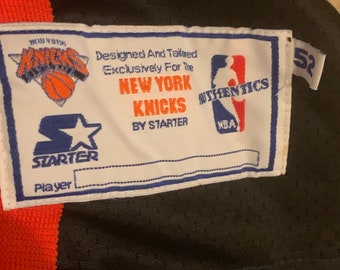 NEW YORK
KNICKS
Designed And Tailored
Exclusively For The
NEW YORK
KNICKS
BY STARTER
AUTHENTICS
NBA
52
STARTER
Player